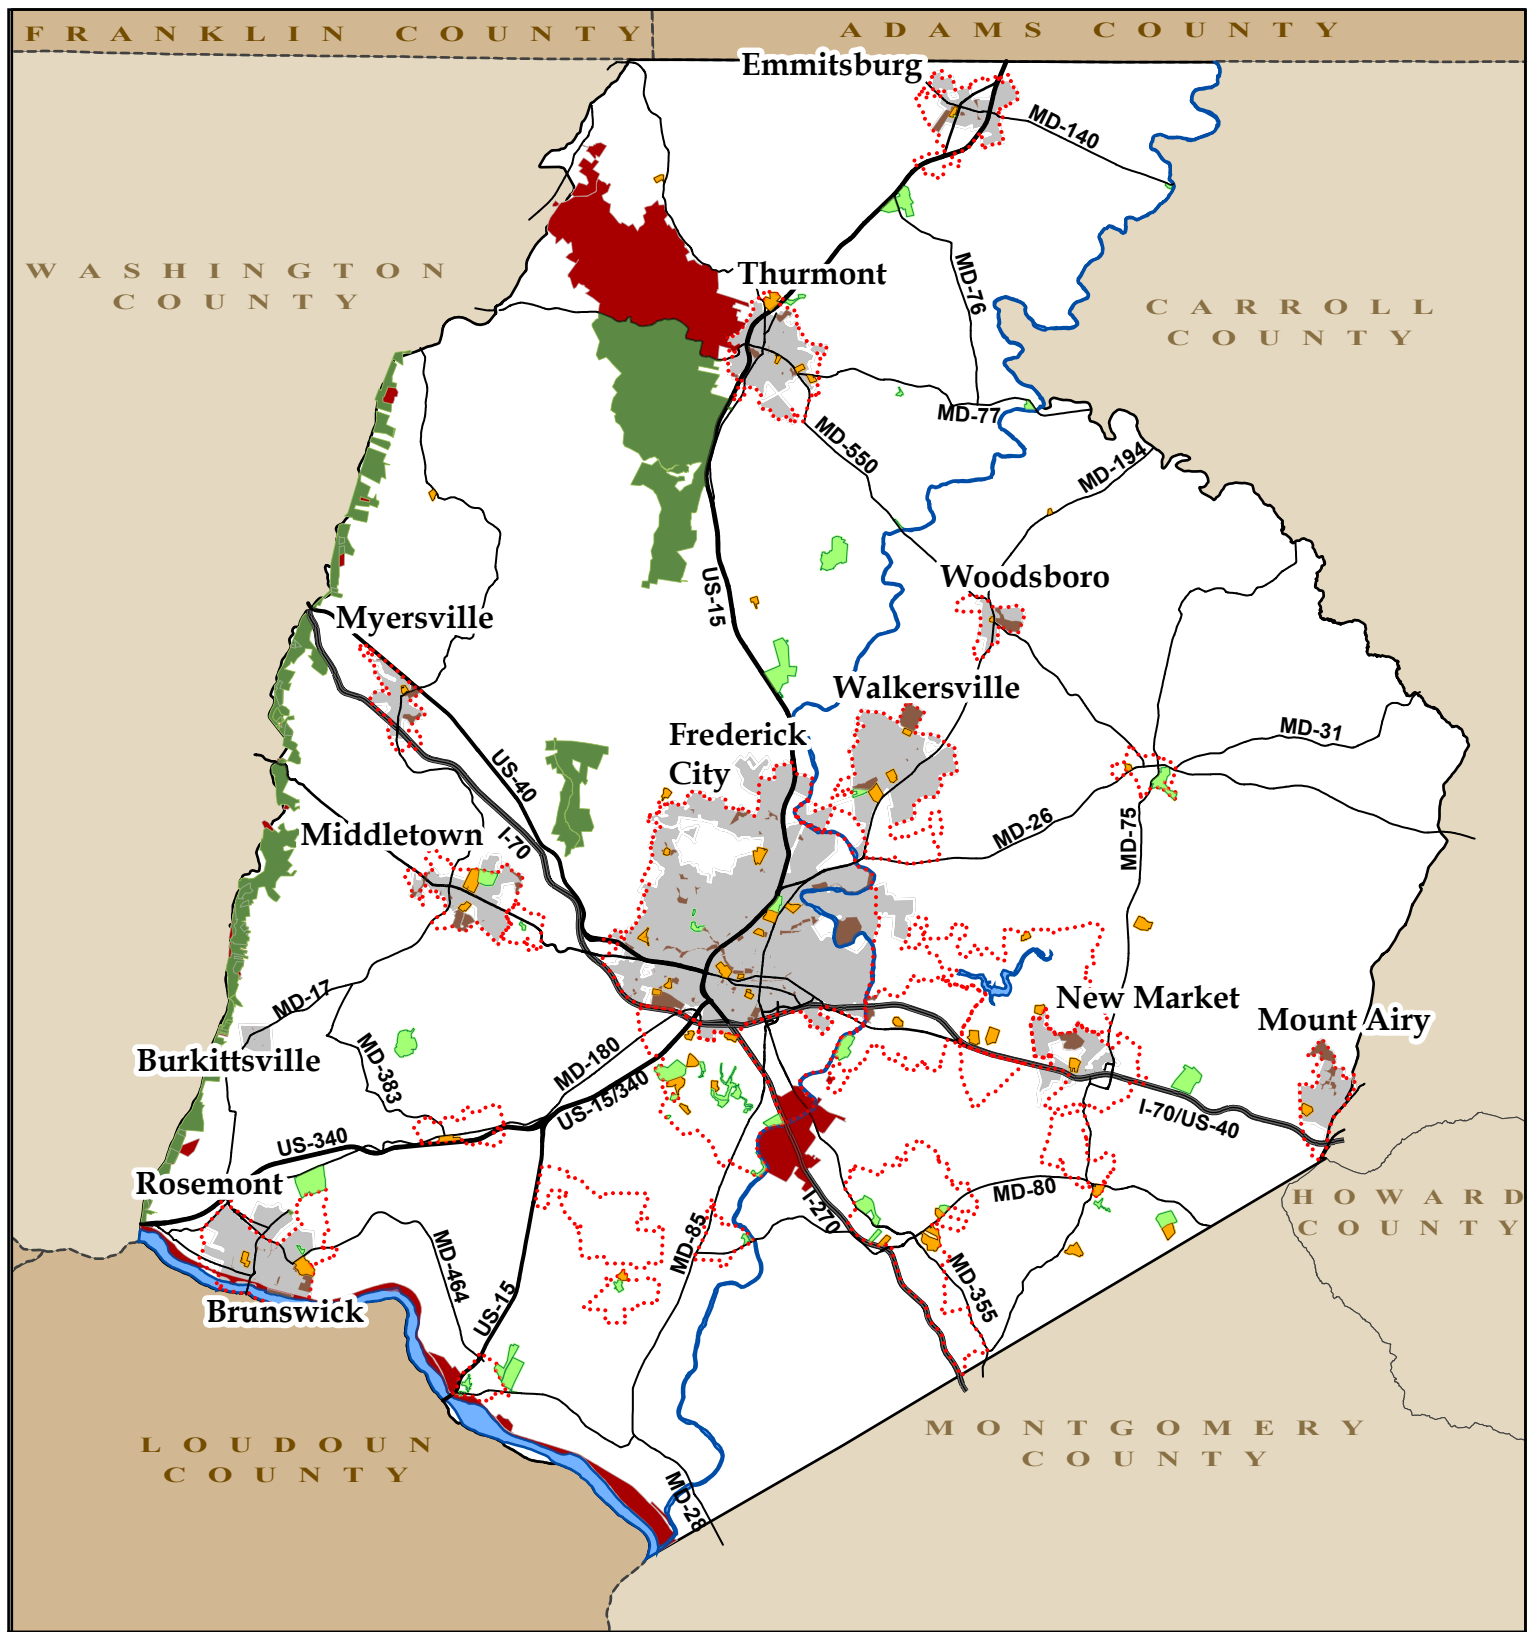 FRANKLIN COUNTY
ADAMS COUNTY
Emmitsburg
MD-140
WASHINGTON
COUNTY
Thurmont
MD-76
CARROLL
COUNTY
MD-77
MD-550
MD-194
US-15
Woodsboro
Myersville
Walkersville
Frederick
City
MD-31
US-40
I-70
Middletown
MD-26
MD-75
MD-17
New Market
Mount Airy
Burkittsville
MD-383
MD-180
US-15/340
I-70/US-40
US-340
Rosemont
MD-80
HOWARD
COUNTY
I-270
MD-85
MD-464
MD-355
US-15
Brunswick
MONTGOMERY
COUNTY
LOUDOUN
COUNTY
MD-28